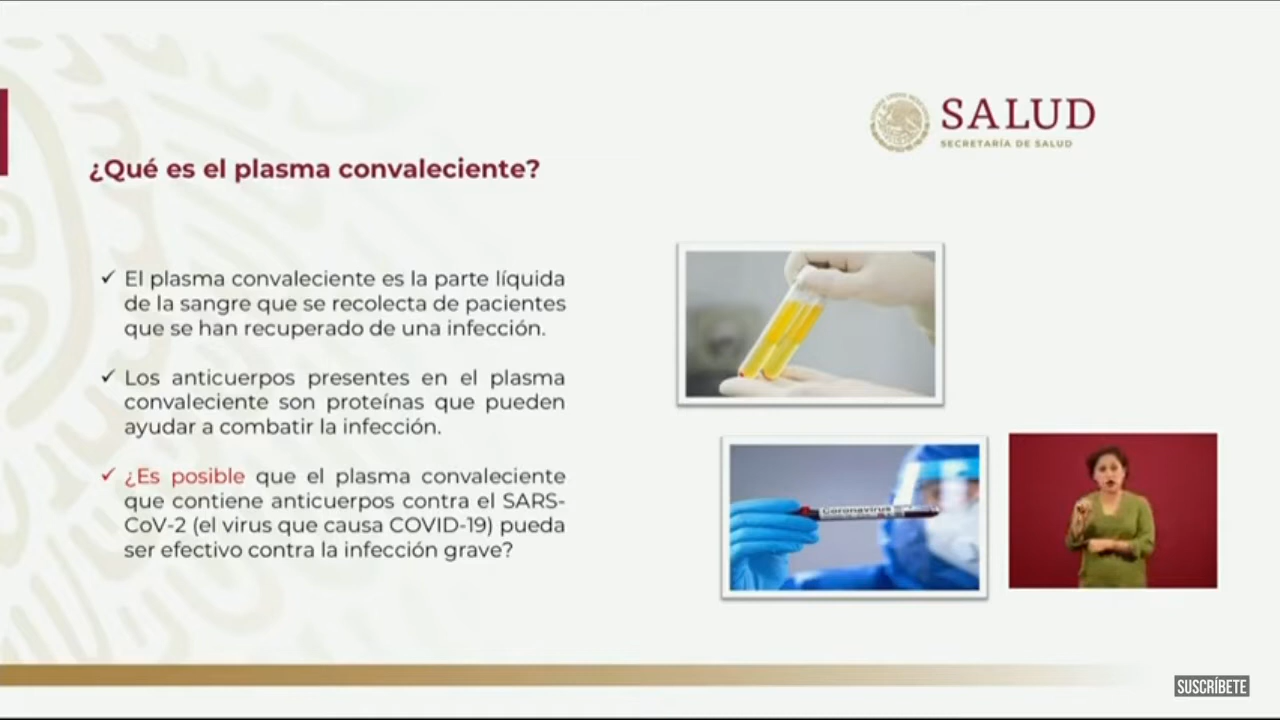 SALUD
SECRETARÍA DE SALUD
¿Qué es el plasma convaleciente?
✓ El plasma convaleciente es la parte líquida
de la sangre que se recolecta de pacientes
que se han recuperado de una infección.
✓ Los anticuerpos presentes en el plasma
convaleciente son proteínas que pueden
ayudar a combatir la infección.
✓ ¿Es posible que el plasma convaleciente
que contiene anticuerpos contra el SARS-
CoV-2 (el virus que causa COVID-19) pueda
ser efectivo contra la infección grave?
Coronavirus
SUSCRÍBETE